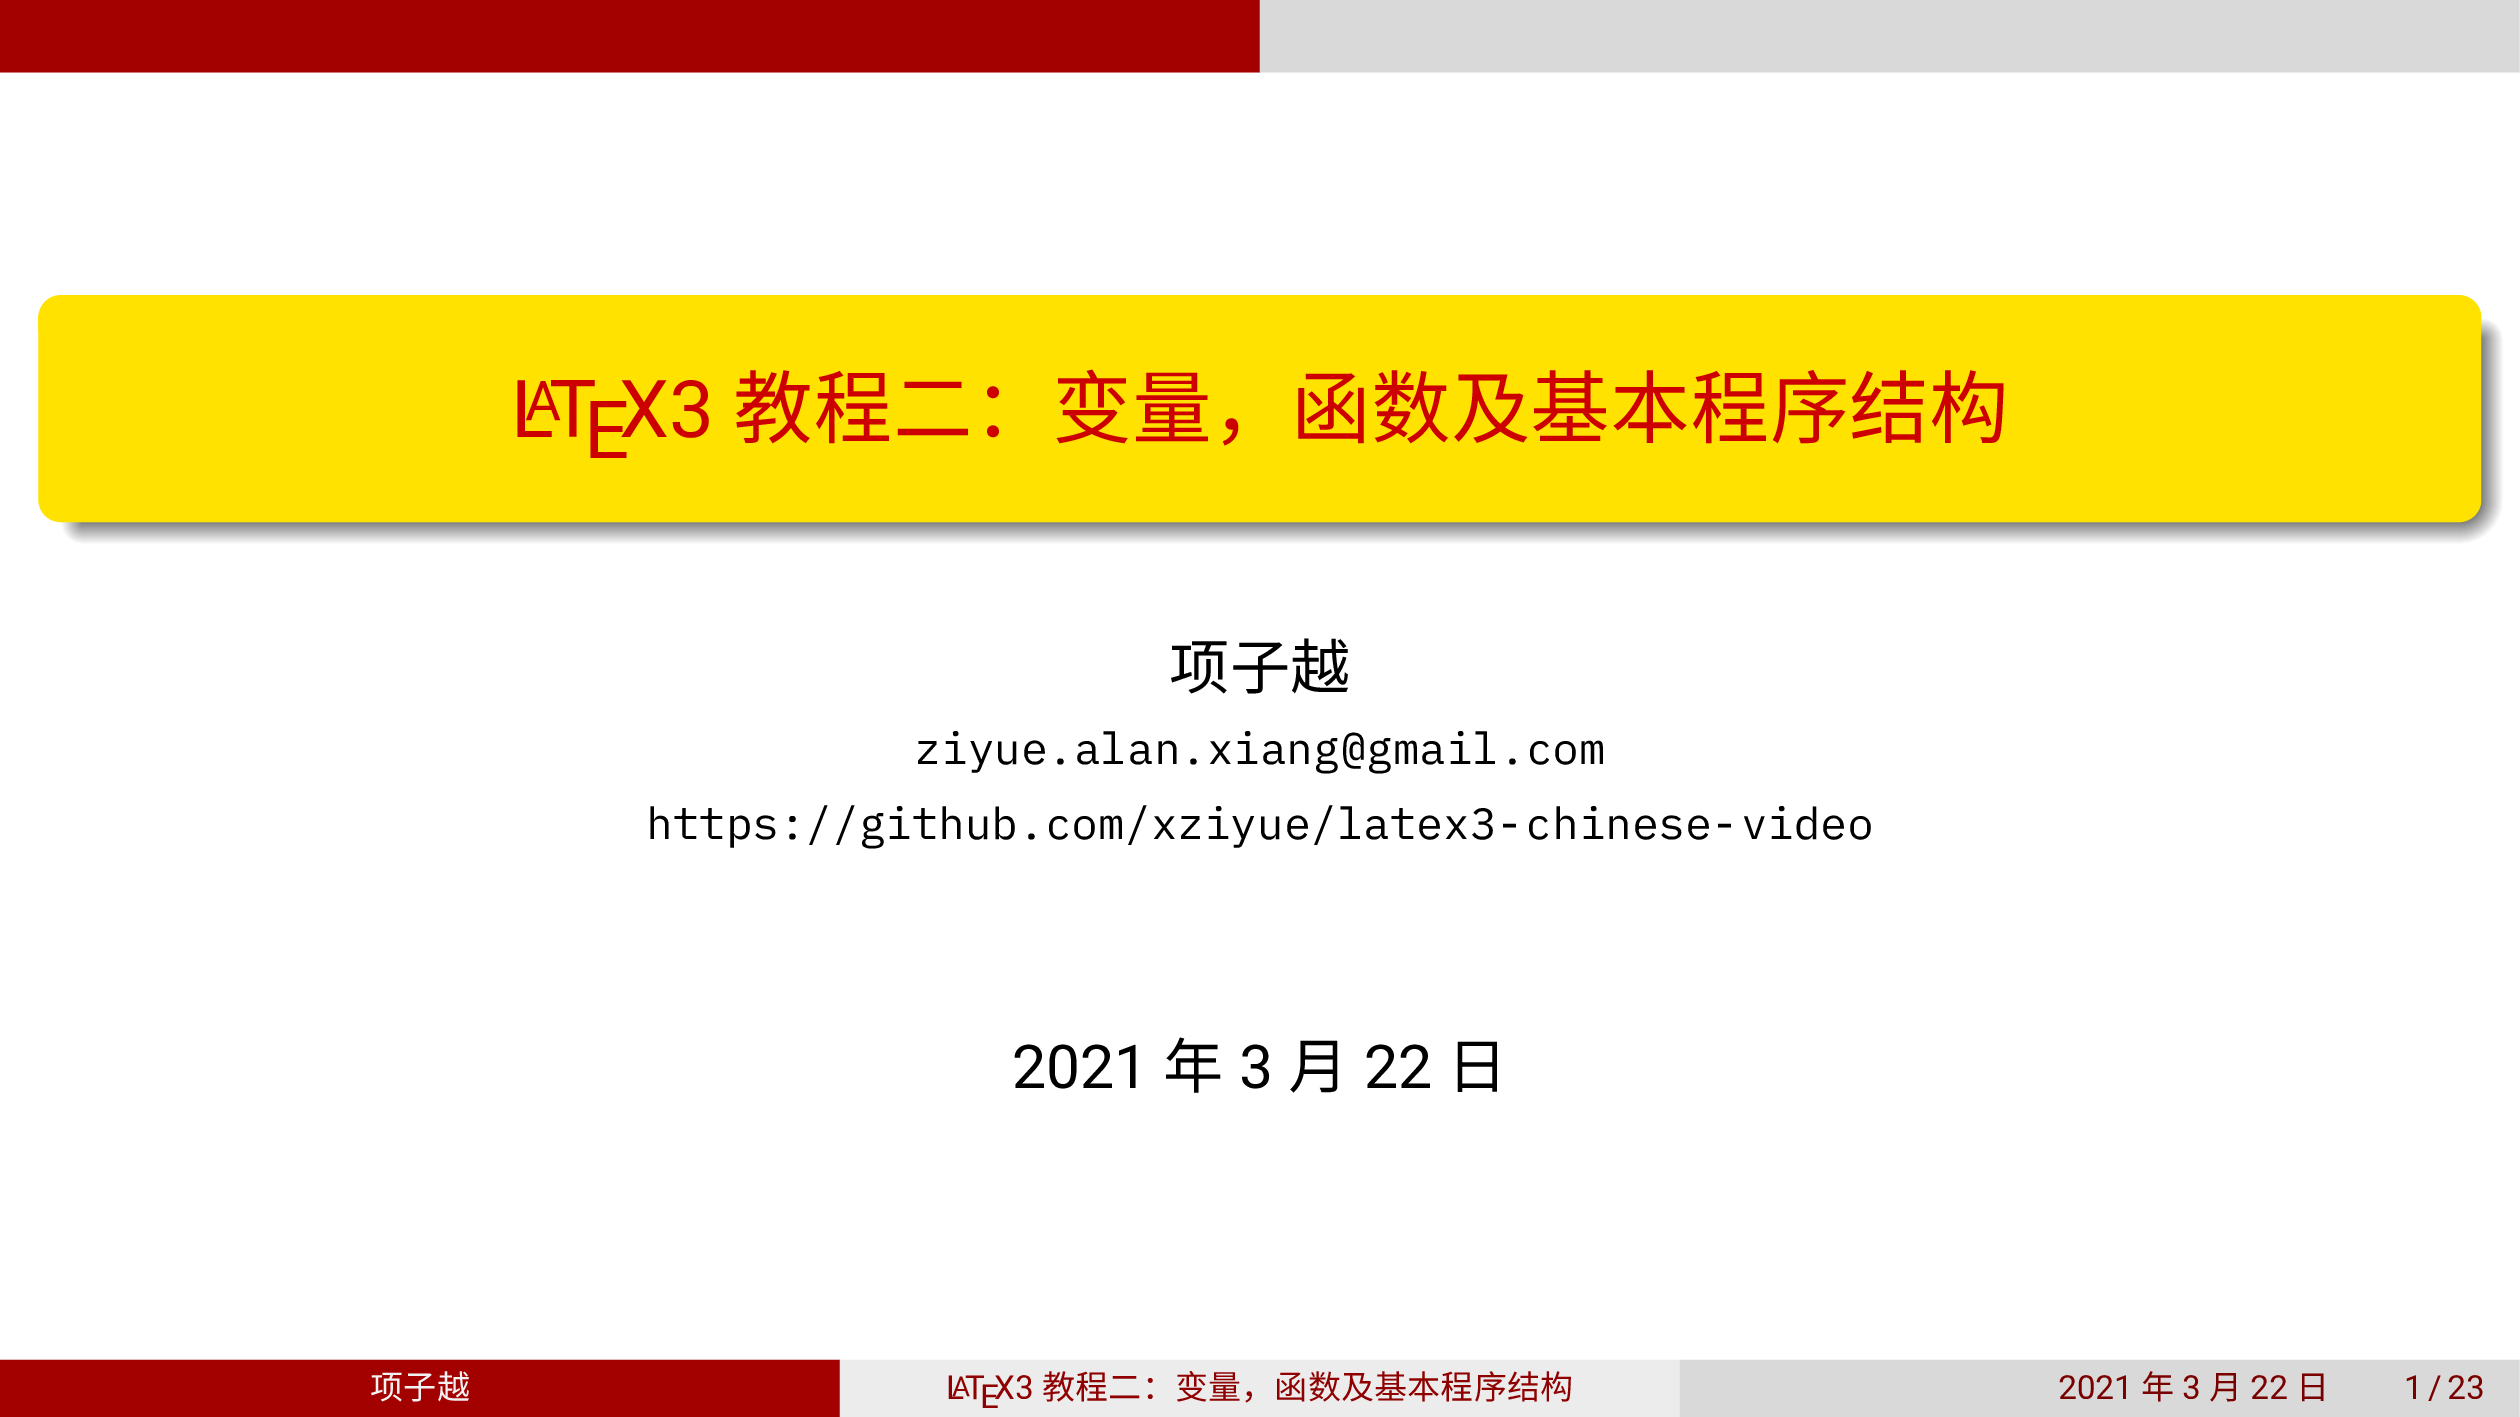 LATEX3 教程二：变量，函数及基本程序结构
项子越
ziyue.alan.xiang@gmail.com
https://github.com/xziyue/latex3-chinese-video
2021 年 3 月 22 日
项子越
LATEX3 教程二：变量，函数及基本程序结构
2021 年 3 月 22 日
1 / 23